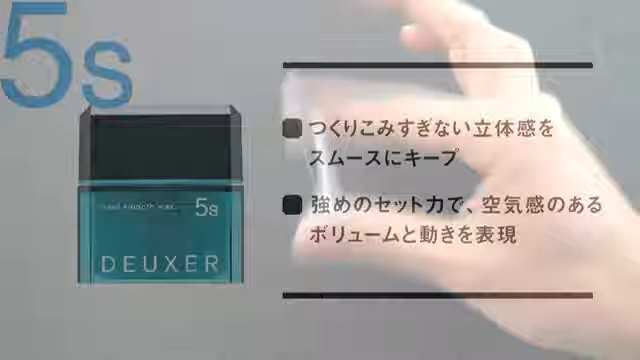 5s
つくりこみすぎない立体感を
スムースにキープ
強めのセット力で、空気感のある
ボリュームと動きを表現
5s
DEUXER